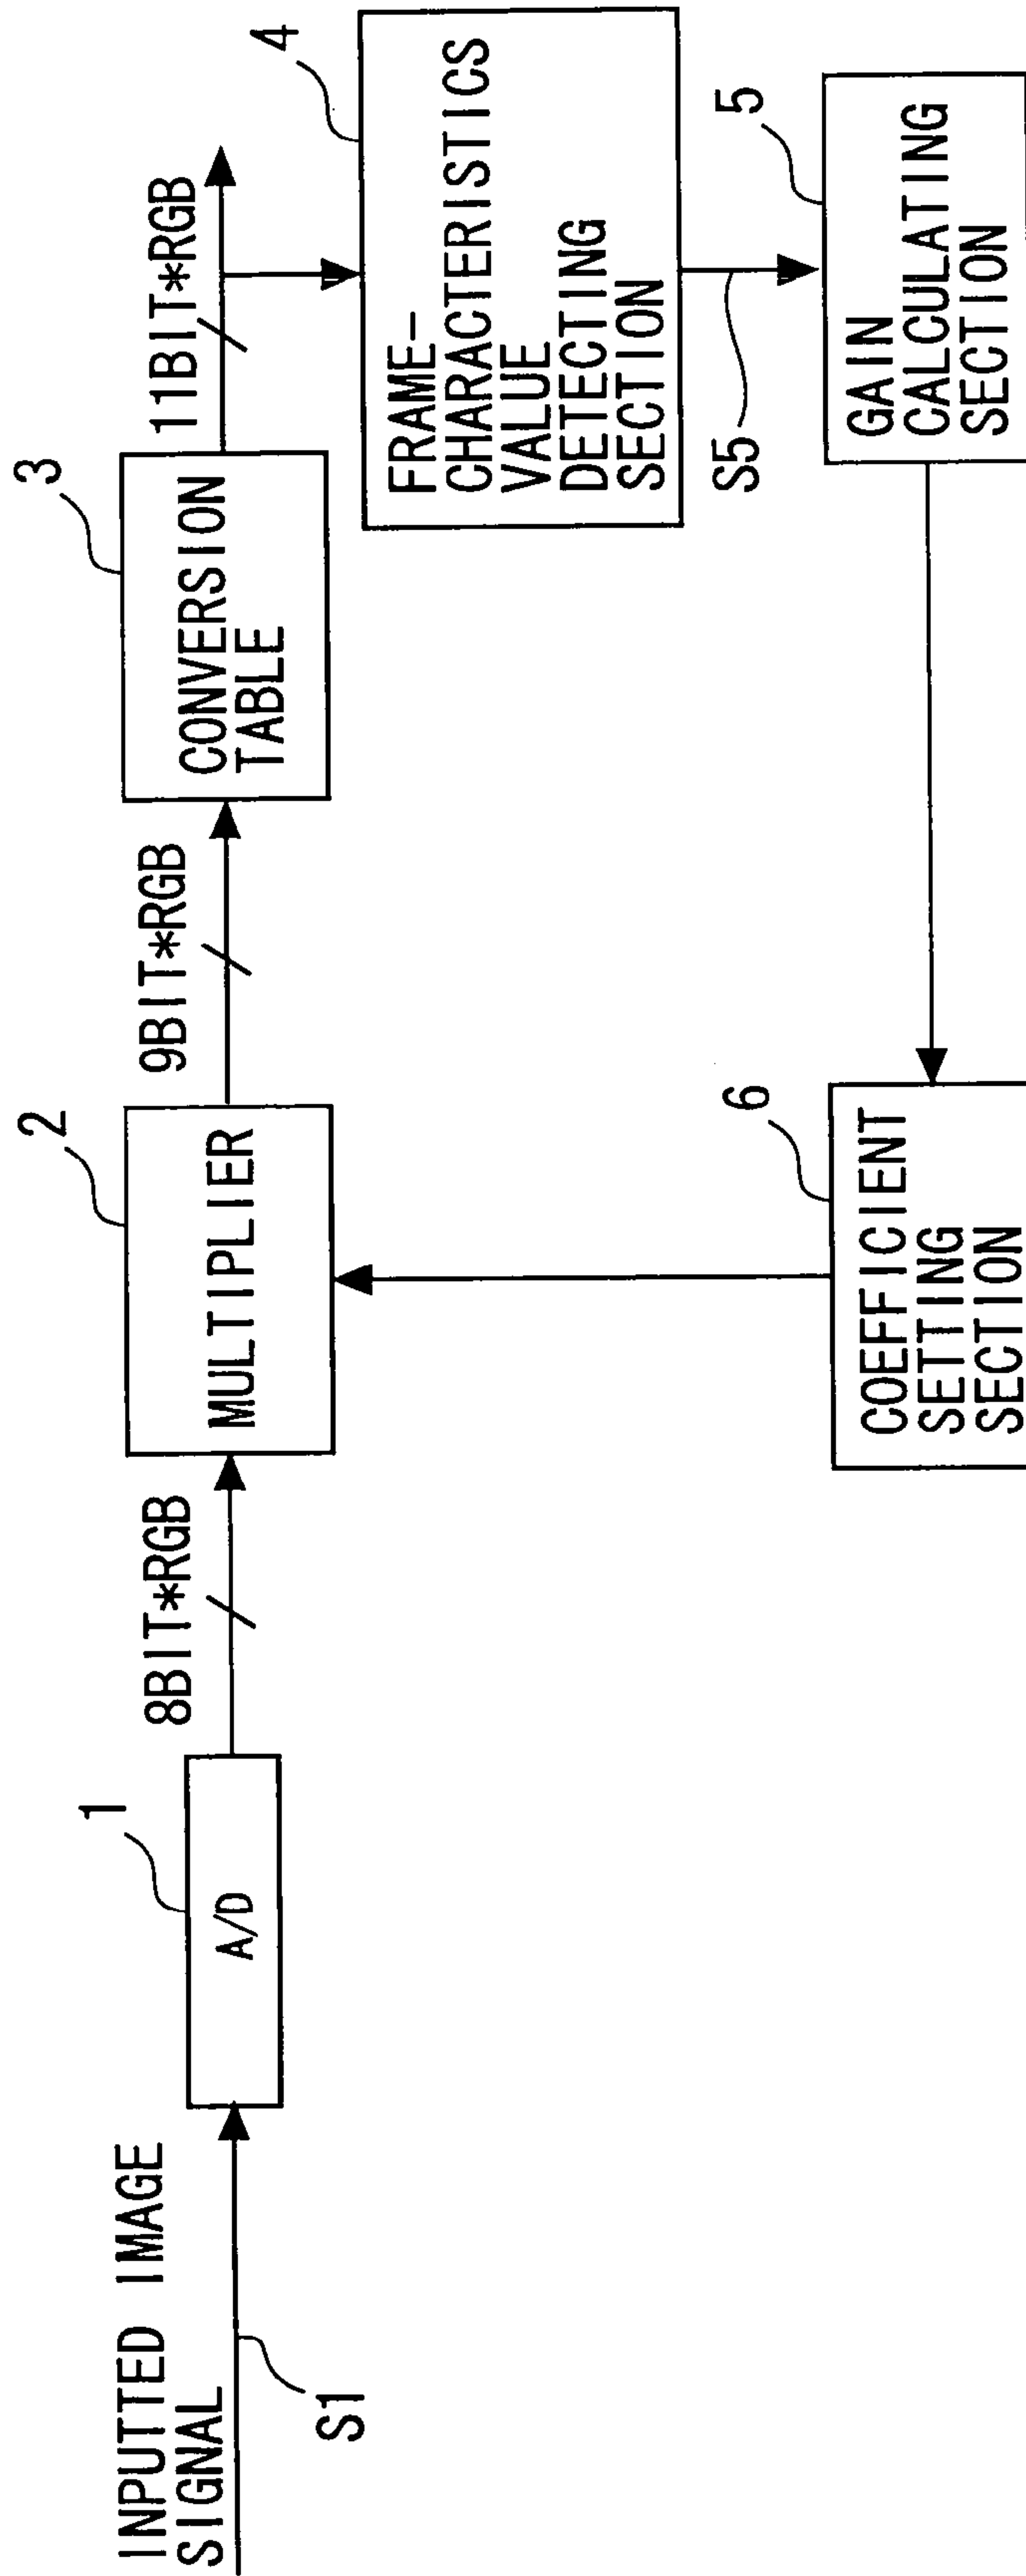 INPUTTED IMAGE
SIGNAL
S1
1
A/D
8BIT*RGB
2
MULTIPLIER
9BIT*RGB
3
CONVERSION
TABLE
11BIT*RGB
4
FRAME-
CHARACTERISTICS
VALUE
DETECTING
SECTION
S5
5
GAIN
CALCULATING
SECTION
6
COEFFICIENT
SETTING
SECTION